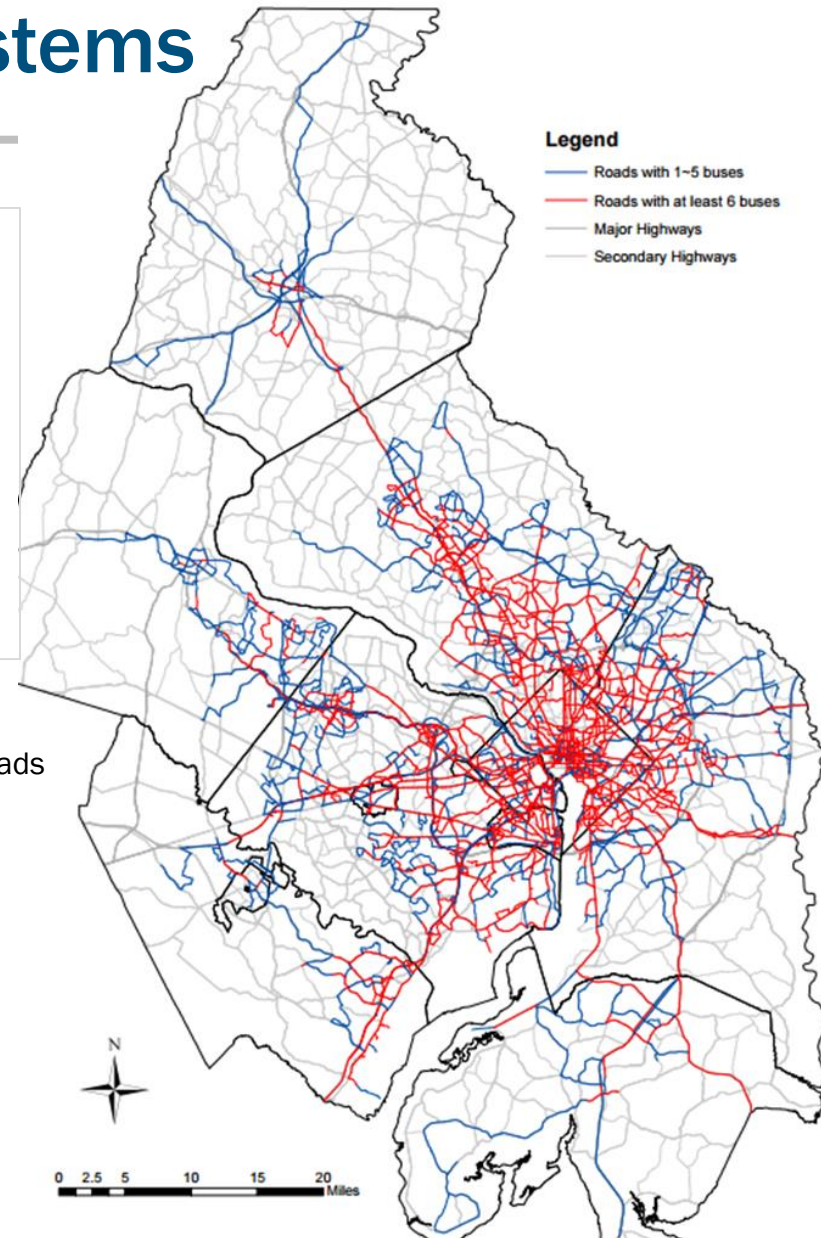 stems
Legend
Roads with 1~5 buses
Roads with at least 6 buses
Major Highways
Secondary Highways
ads
N
0 2.5 5 10 15 20
Miles